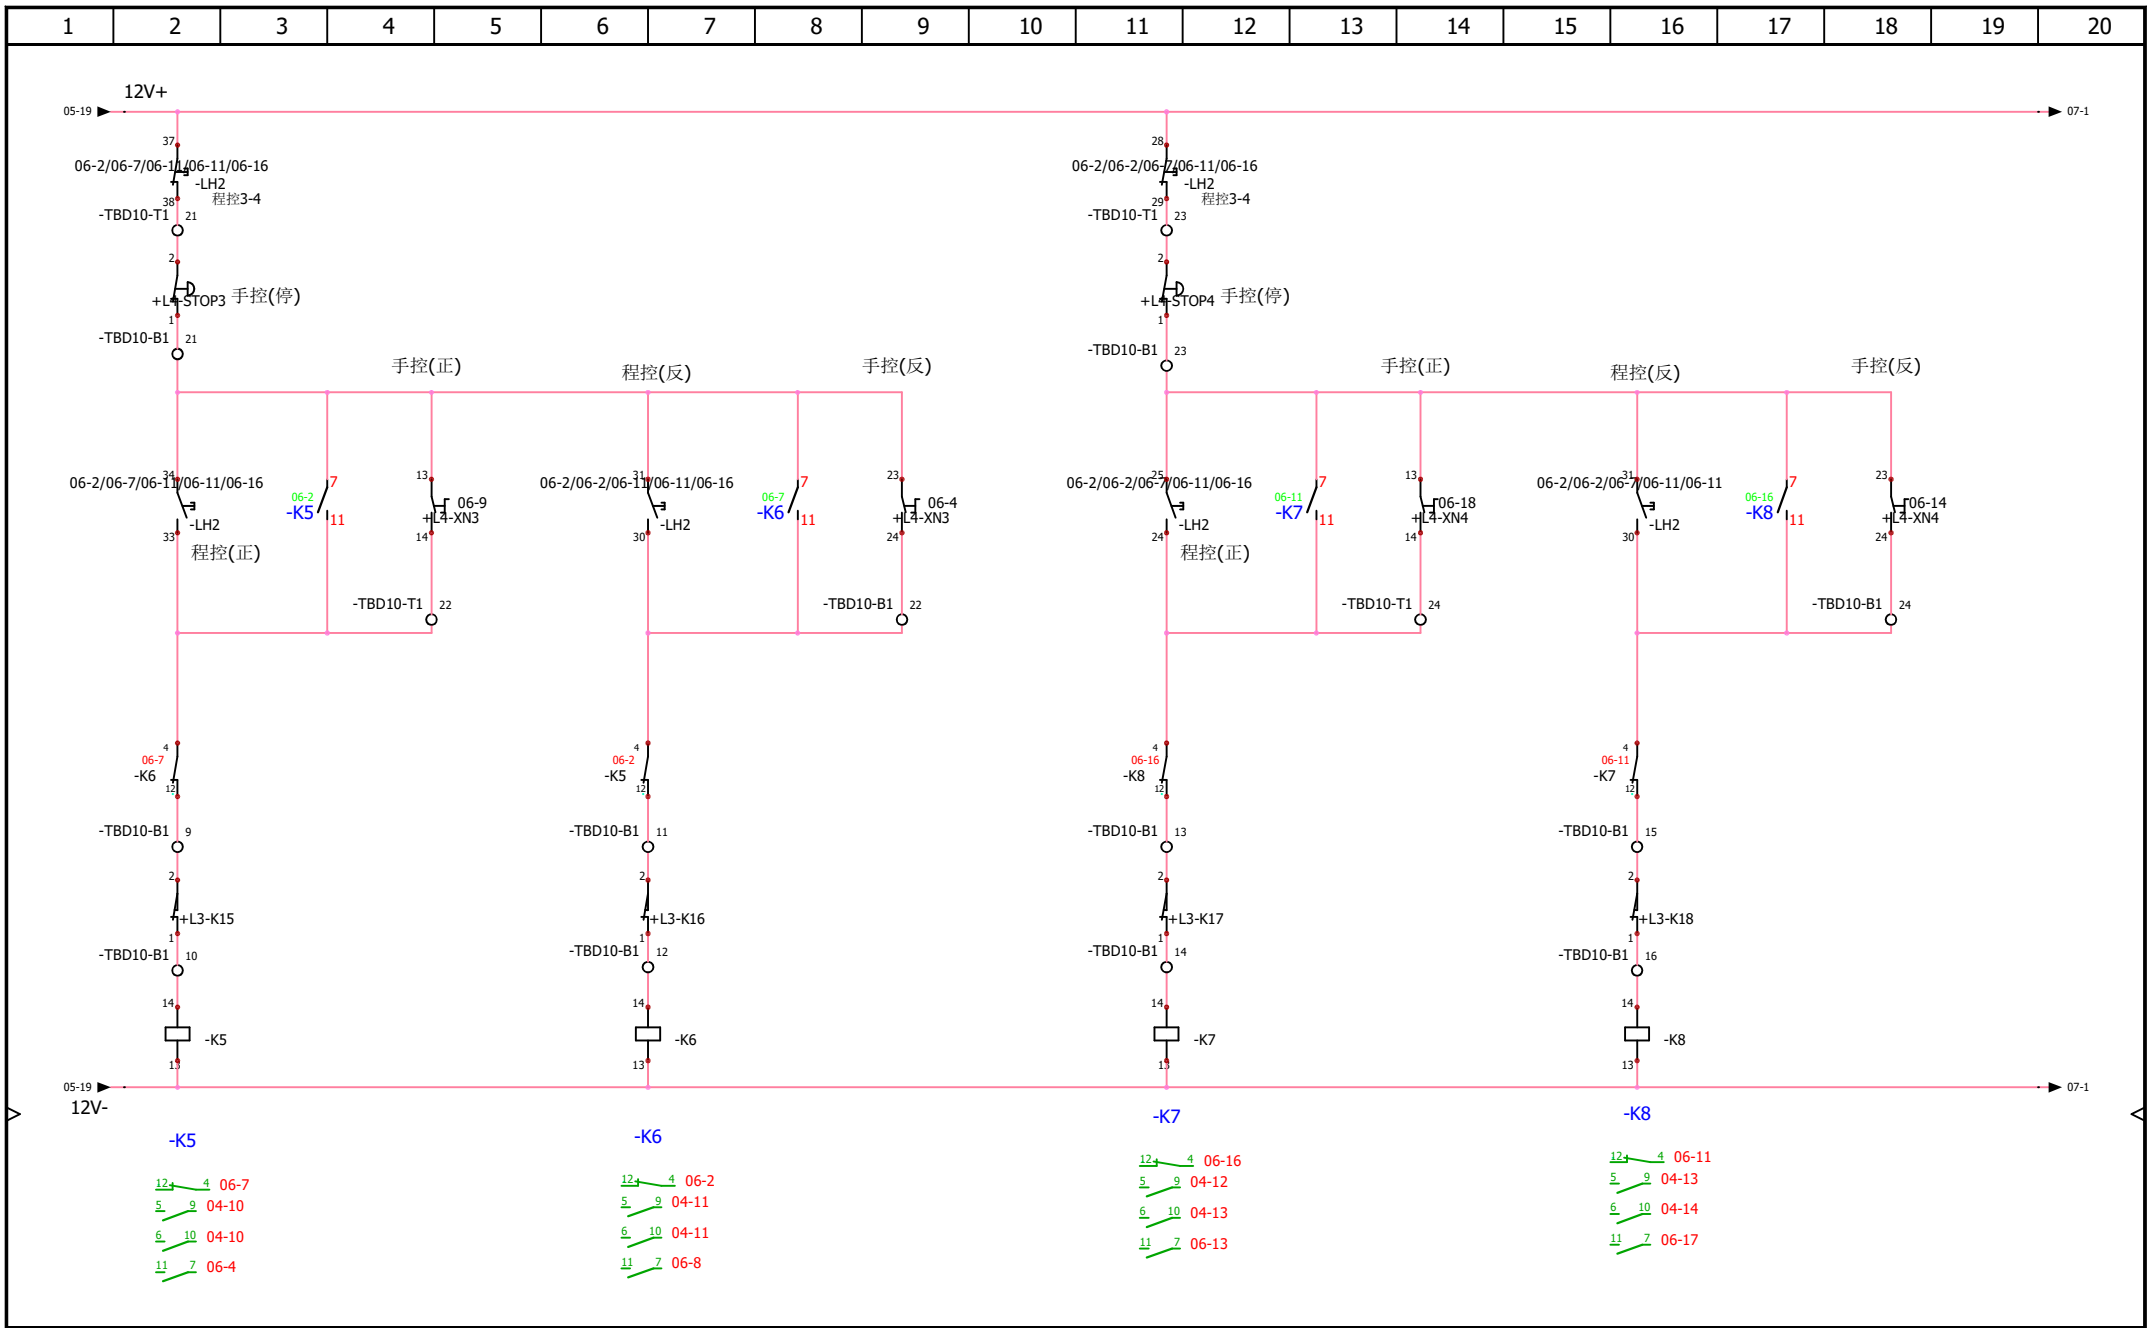 1 2 3 4 5 6 7 8 9 10 11 12 13 14 15 16 17 18 19 20
12V+
05-19
07-1
37
28
06-2/06-7/06-11/06-11/06-16
06-2/06-2/06-7/06-11/06-16
-LH2
-LH2
程控3-4
程控3-4
38
29
-TBD10-T1 21
-TBD10-T1 23
2
2
+L4-STOP3 手控(停)
+L4-STOP4 手控(停)
1
1
-TBD10-B1 21
-TBD10-B1 23
手控(正) 程控(反) 手控(反)
手控(正) 程控(反) 手控(反)
34 7 13 31 7 23
25 7 13 31 7 23
06-2/06-7/06-11/06-11/06-16
06-2
-K5
06-9
+L4-XN3
06-2/06-2/06-11/06-11/06-16
06-7
-K6
06-4
+L4-XN3
06-2/06-2/06-7/06-11/06-16
06-11
-K7
06-18
+L4-XN4
06-2/06-2/06-7/06-11/06-11
06-16
-K8
06-14
+L4-XN4
-LH2 11 -LH2 11
-LH2 11 -LH2 11
33 14 30 24
24 14 30 24
程控(正)
程控(正)
-TBD10-T1 22
-TBD10-B1 22
-TBD10-T1 24
-TBD10-B1 24
4 4 4 4
06-7 06-2 06-16 06-11
-K6 -K5 -K8 -K7
12 12 12 12
-TBD10-B1 9
-TBD10-B1 11
-TBD10-B1 13
-TBD10-B1 15
2 2 2 2
+L3-K15 +L3-K16 +L3-K17 +L3-K18
1 1 1 1
-TBD10-B1 10
-TBD10-B1 12
-TBD10-B1 14
-TBD10-B1 16
14 14 14 14
-K5 -K6 -K7 -K8
13 13 13 13
05-19
07-1
12V-
-K5
12 4 06-7
5 9 04-10
6 10 04-10
11 7 06-4
-K6
12 4 06-2
5 9 04-11
6 10 04-11
11 7 06-8
-K7
12 4 06-16
5 9 04-12
6 10 04-13
11 7 06-13
-K8
12 4 06-11
5 9 04-13
6 10 04-14
11 7 06-17